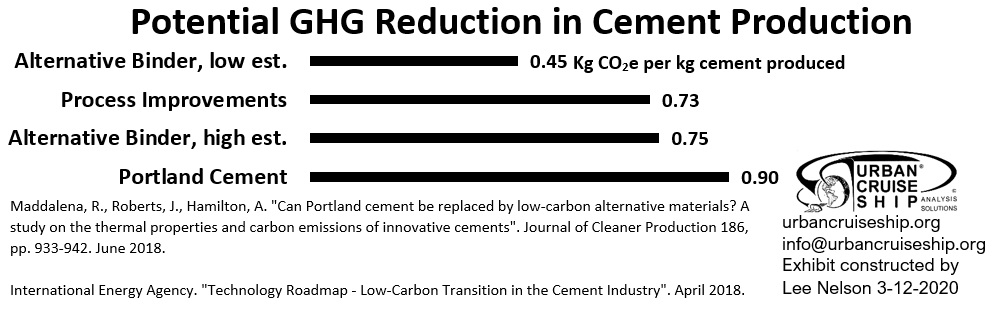 Potential GHG Reduction in Cement Production
Alternative Binder, low est. 0.45 Kg CO₂e per kg cement produced
Process Improvements 0.73
Alternative Binder, high est. 0.75
Portland Cement 0.90
Maddalena, R., Roberts, J., Hamilton, A. "Can Portland cement be replaced by low-carbon alternative materials? A
study on the thermal properties and carbon emissions of innovative cements". Journal of Cleaner Production 186,
pp. 933-942. June 2018.
International Energy Agency. "Technology Roadmap - Low-Carbon Transition in the Cement Industry". April 2018.
URBAN®
CRUISE
SHIP ANALYSIS
SOLUTIONS
©
urbancruiseship.org
info@urbancruiseship.org
Exhibit constructed by
Lee Nelson 3-12-2020